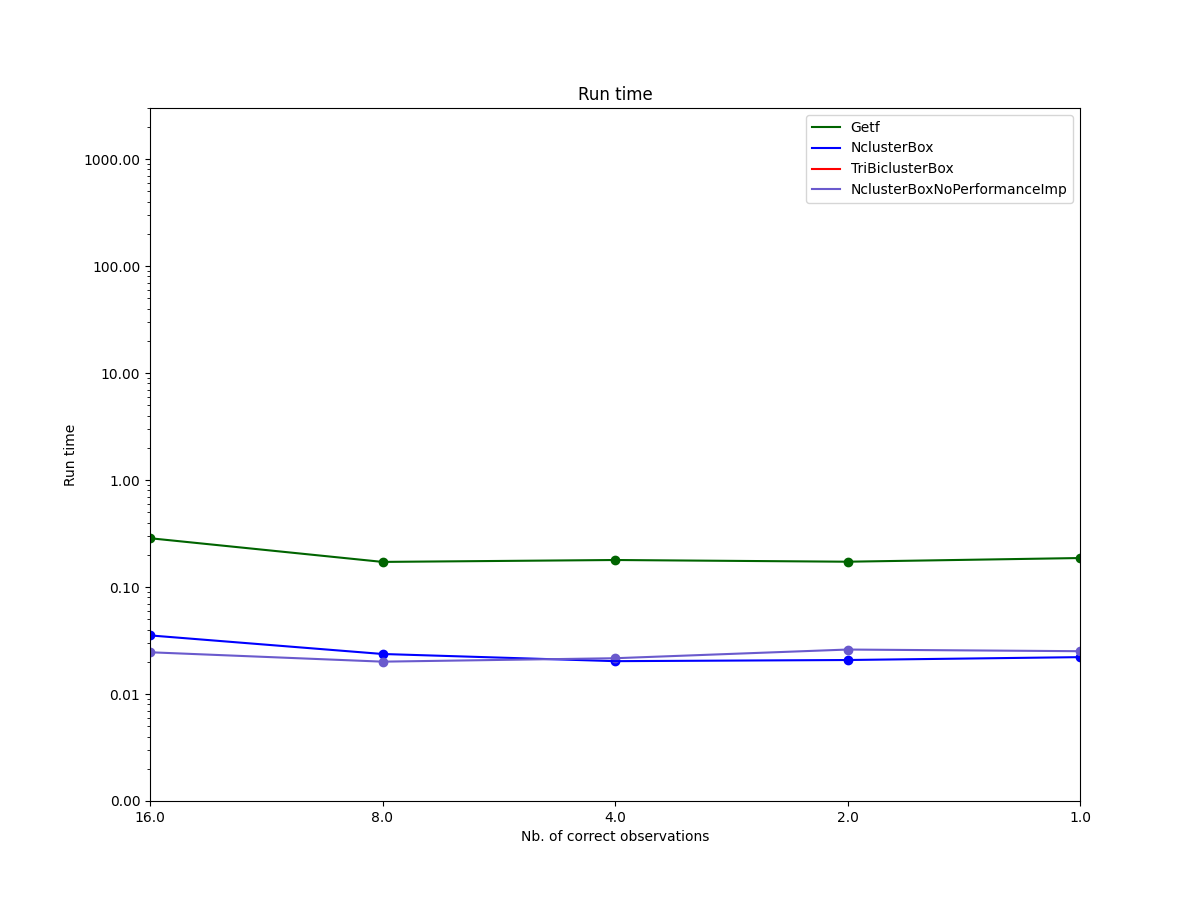 Run time
Getf
NclusterBox
TriBiclusterBox
NclusterBoxNoPerformanceImp
1000.00
100.00
10.00
1.00
0.10
0.01
0.00
Run time
16.0 8.0 4.0 2.0 1.0
Nb. of correct observations